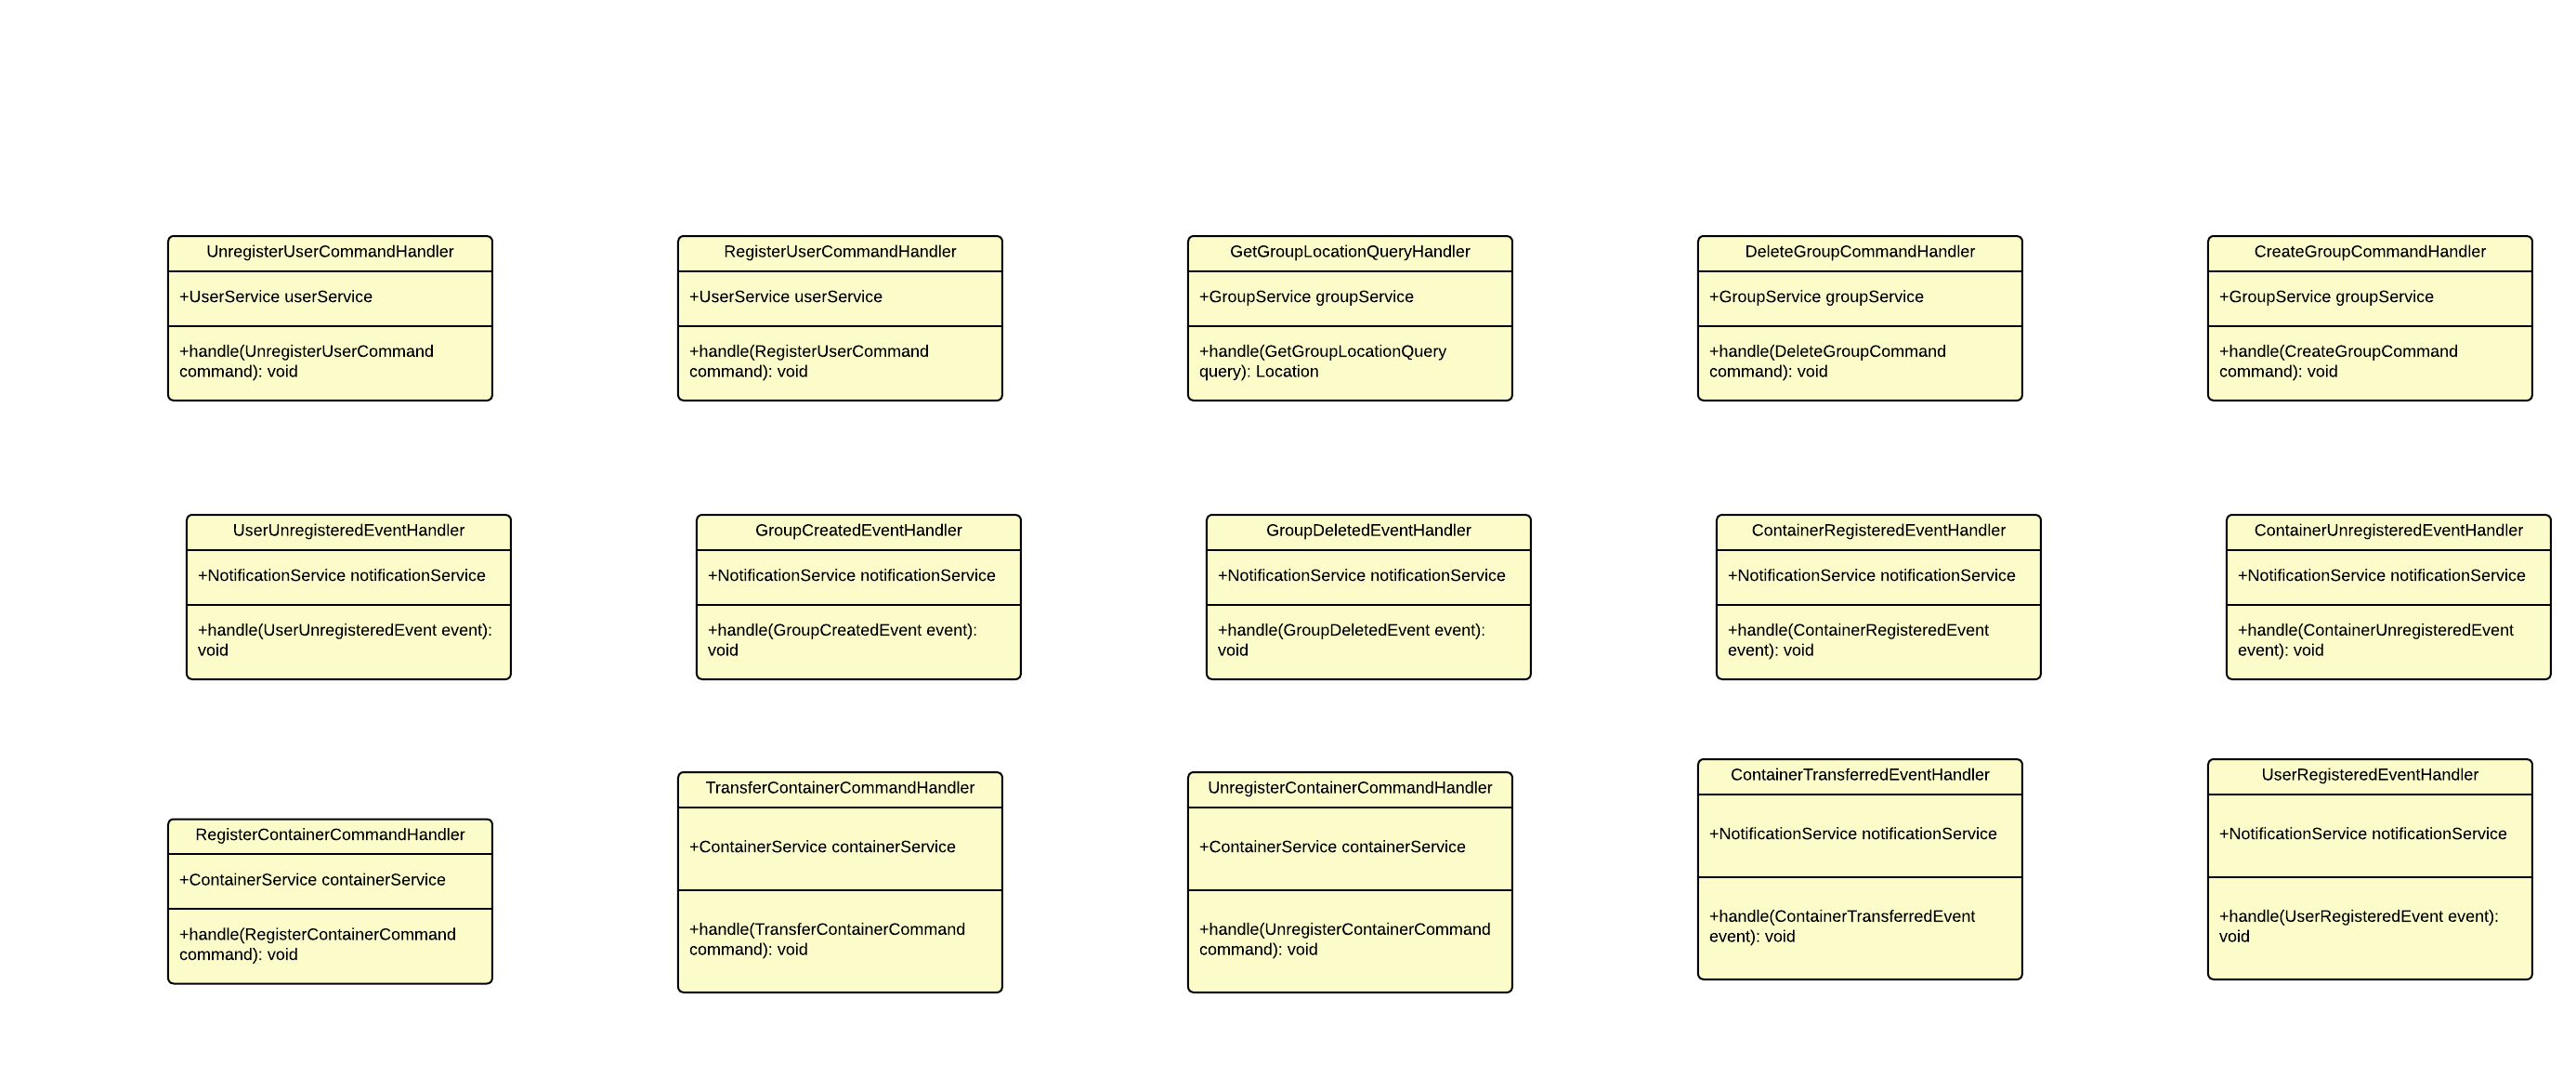 UnregisterUserCommandHandler
+UserService userService
+handle(UnregisterUserCommand
command): void
RegisterUserCommandHandler
+UserService userService
+handle(RegisterUserCommand
command): void
GetGroupLocationQueryHandler
+GroupService groupService
+handle(GetGroupLocationQuery
query): Location
DeleteGroupCommandHandler
+GroupService groupService
+handle(DeleteGroupCommand
command): void
CreateGroupCommandHandler
+GroupService groupService
+handle(CreateGroupCommand
command): void
UserUnregisteredEventHandler
+NotificationService notificationService
+handle(UserUnregisteredEvent event):
void
GroupCreatedEventHandler
+NotificationService notificationService
+handle(GroupCreatedEvent event):
void
GroupDeletedEventHandler
+NotificationService notificationService
+handle(GroupDeletedEvent event):
void
ContainerRegisteredEventHandler
+NotificationService notificationService
+handle(ContainerRegisteredEvent
event): void
ContainerUnregisteredEventHandler
+NotificationService notificationService
+handle(ContainerUnregisteredEvent
event): void
RegisterContainerCommandHandler
+ContainerService containerService
+handle(RegisterContainerCommand
command): void
TransferContainerCommandHandler
+ContainerService containerService
+handle(TransferContainerCommand
command): void
UnregisterContainerCommandHandler
+ContainerService containerService
+handle(UnregisterContainerCommand
command): void
ContainerTransferredEventHandler
+NotificationService notificationService
+handle(ContainerTransferredEvent
event): void
UserRegisteredEventHandler
+NotificationService notificationService
+handle(UserRegisteredEvent event):
void